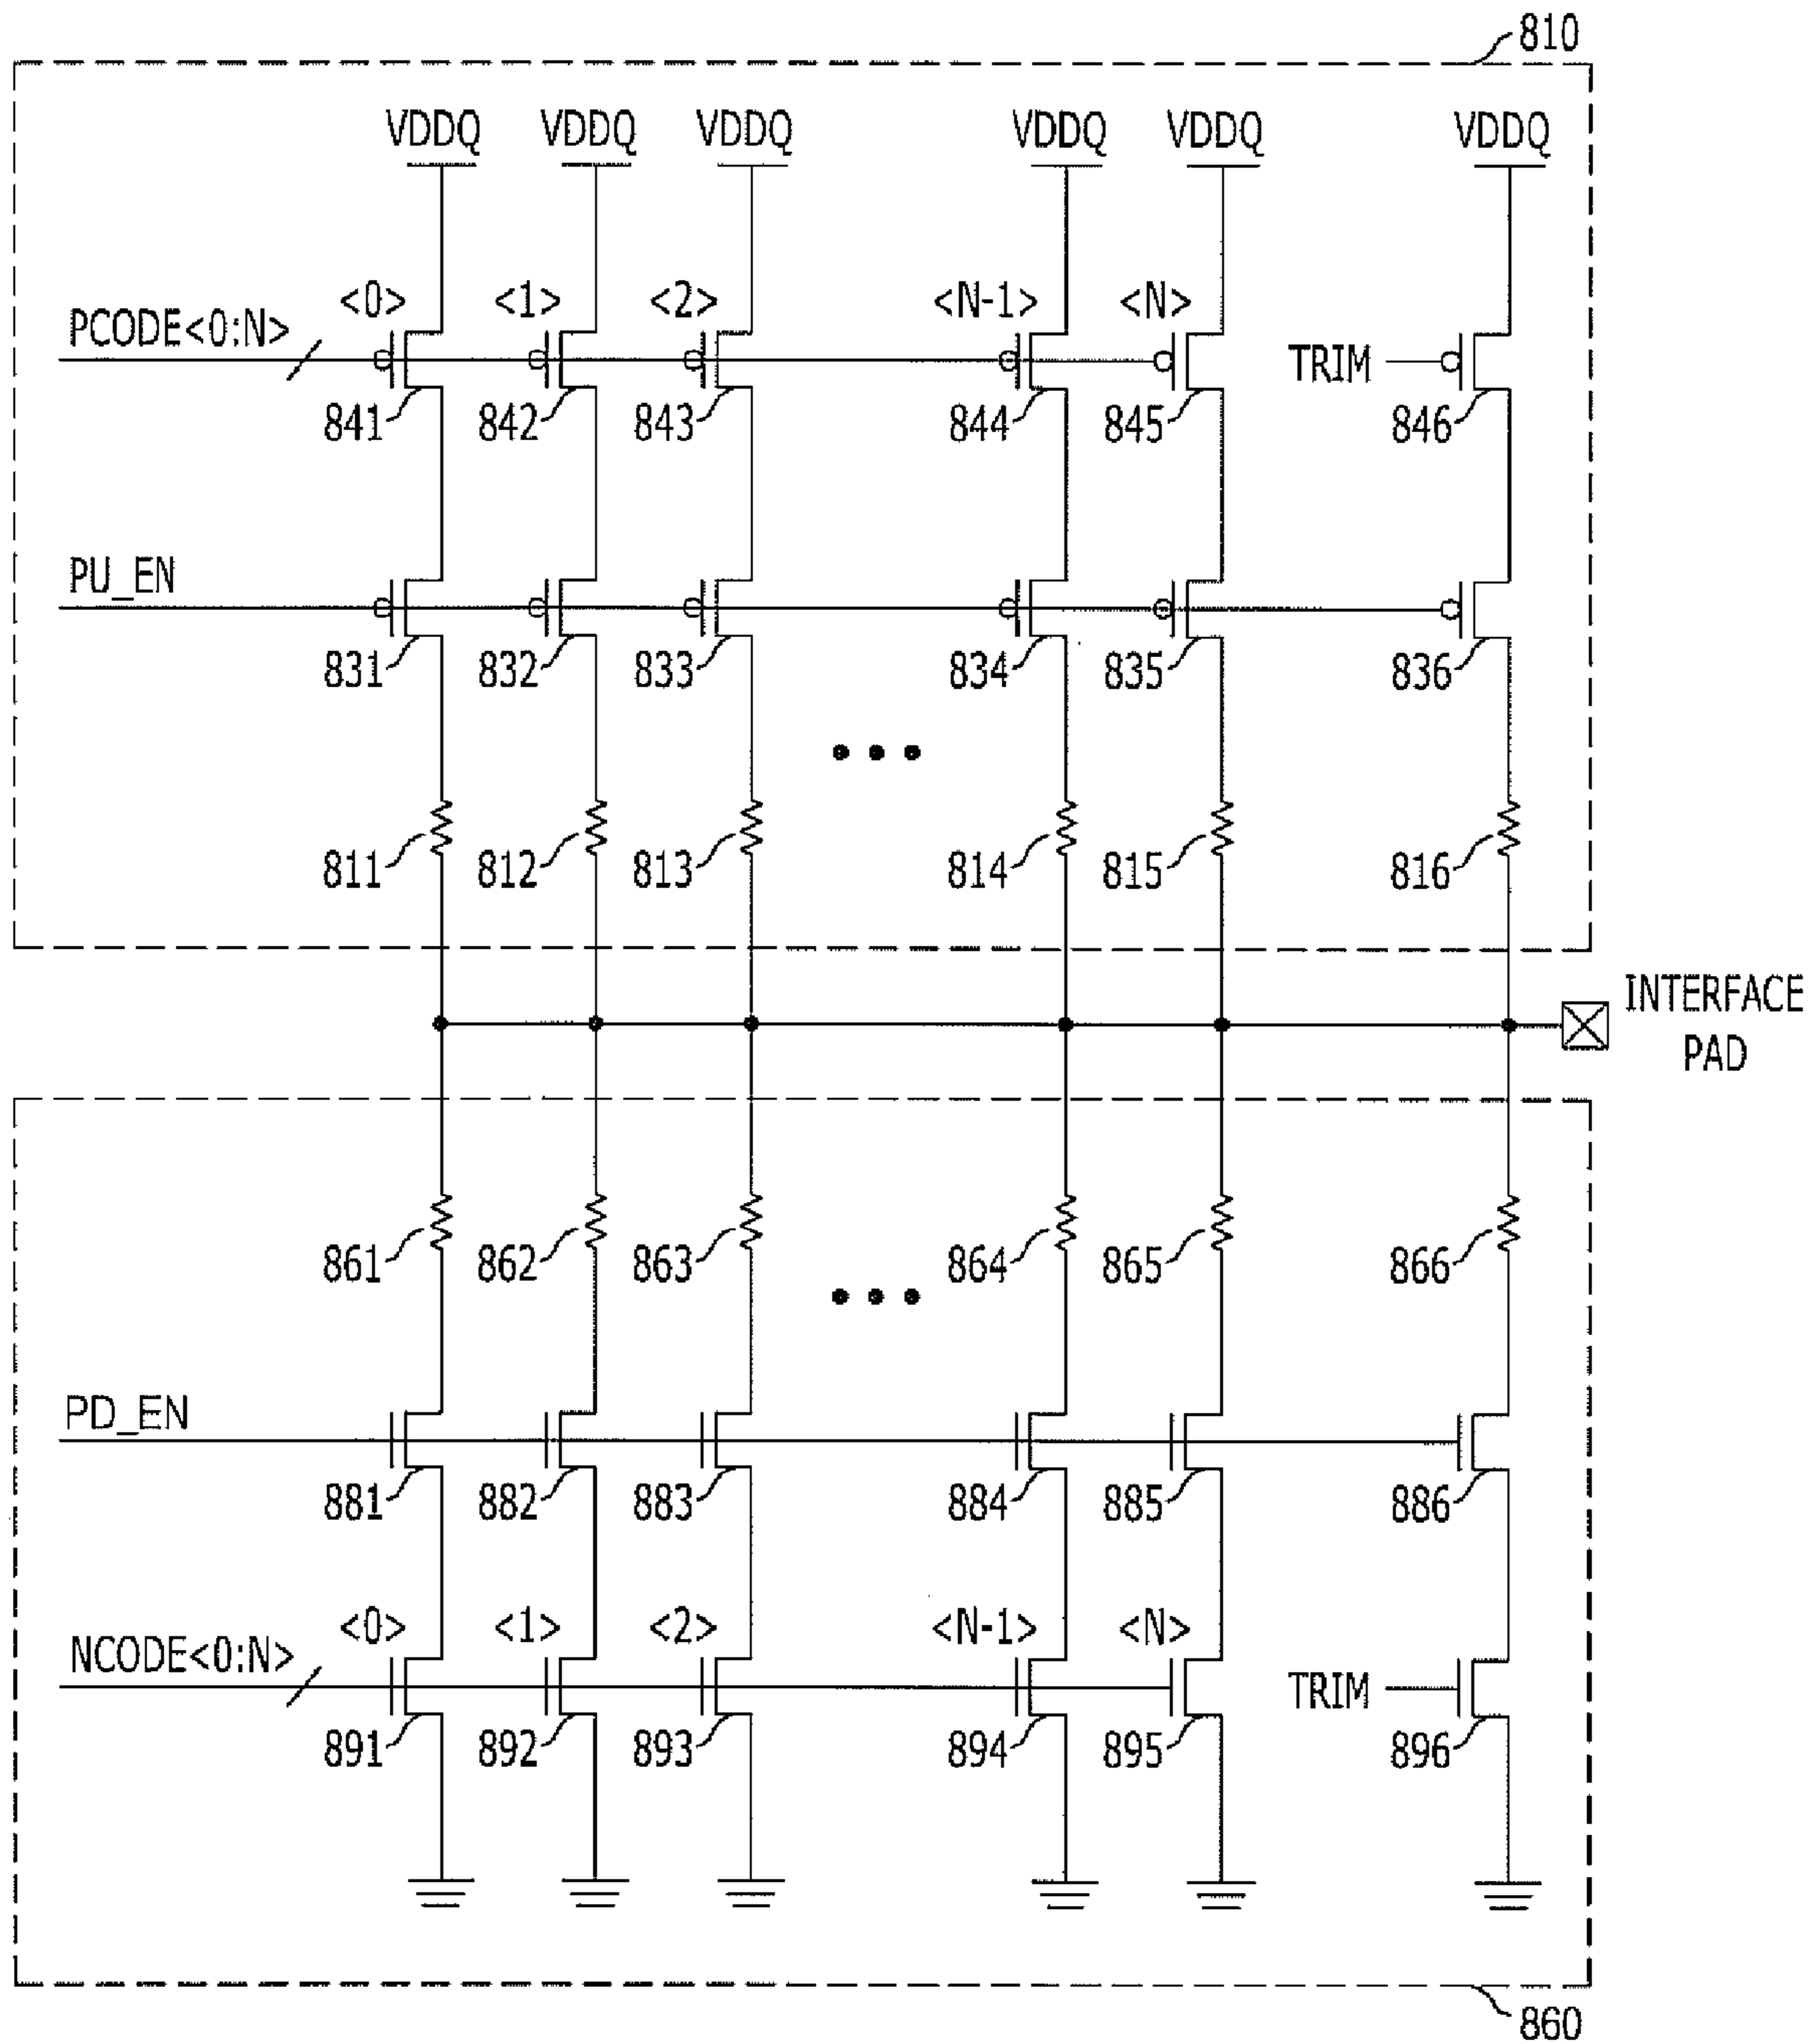 810
VDDQ VDDQ VDDQ VDDQ VDDQ VDDQ
<0> <1> <2> <N-1> <N>
PCODE<0:N> TRIM
841 842 843 844 845 846
PU_EN
831 832 833 834 835 836
811 812 813 814 815 816
INTERFACE
PAD
861 862 863 864 865 866
PD_EN
881 882 883 884 885 886
<0> <1> <2> <N-1> <N>
NCODE<0:N> TRIM
891 892 893 894 895 896
860